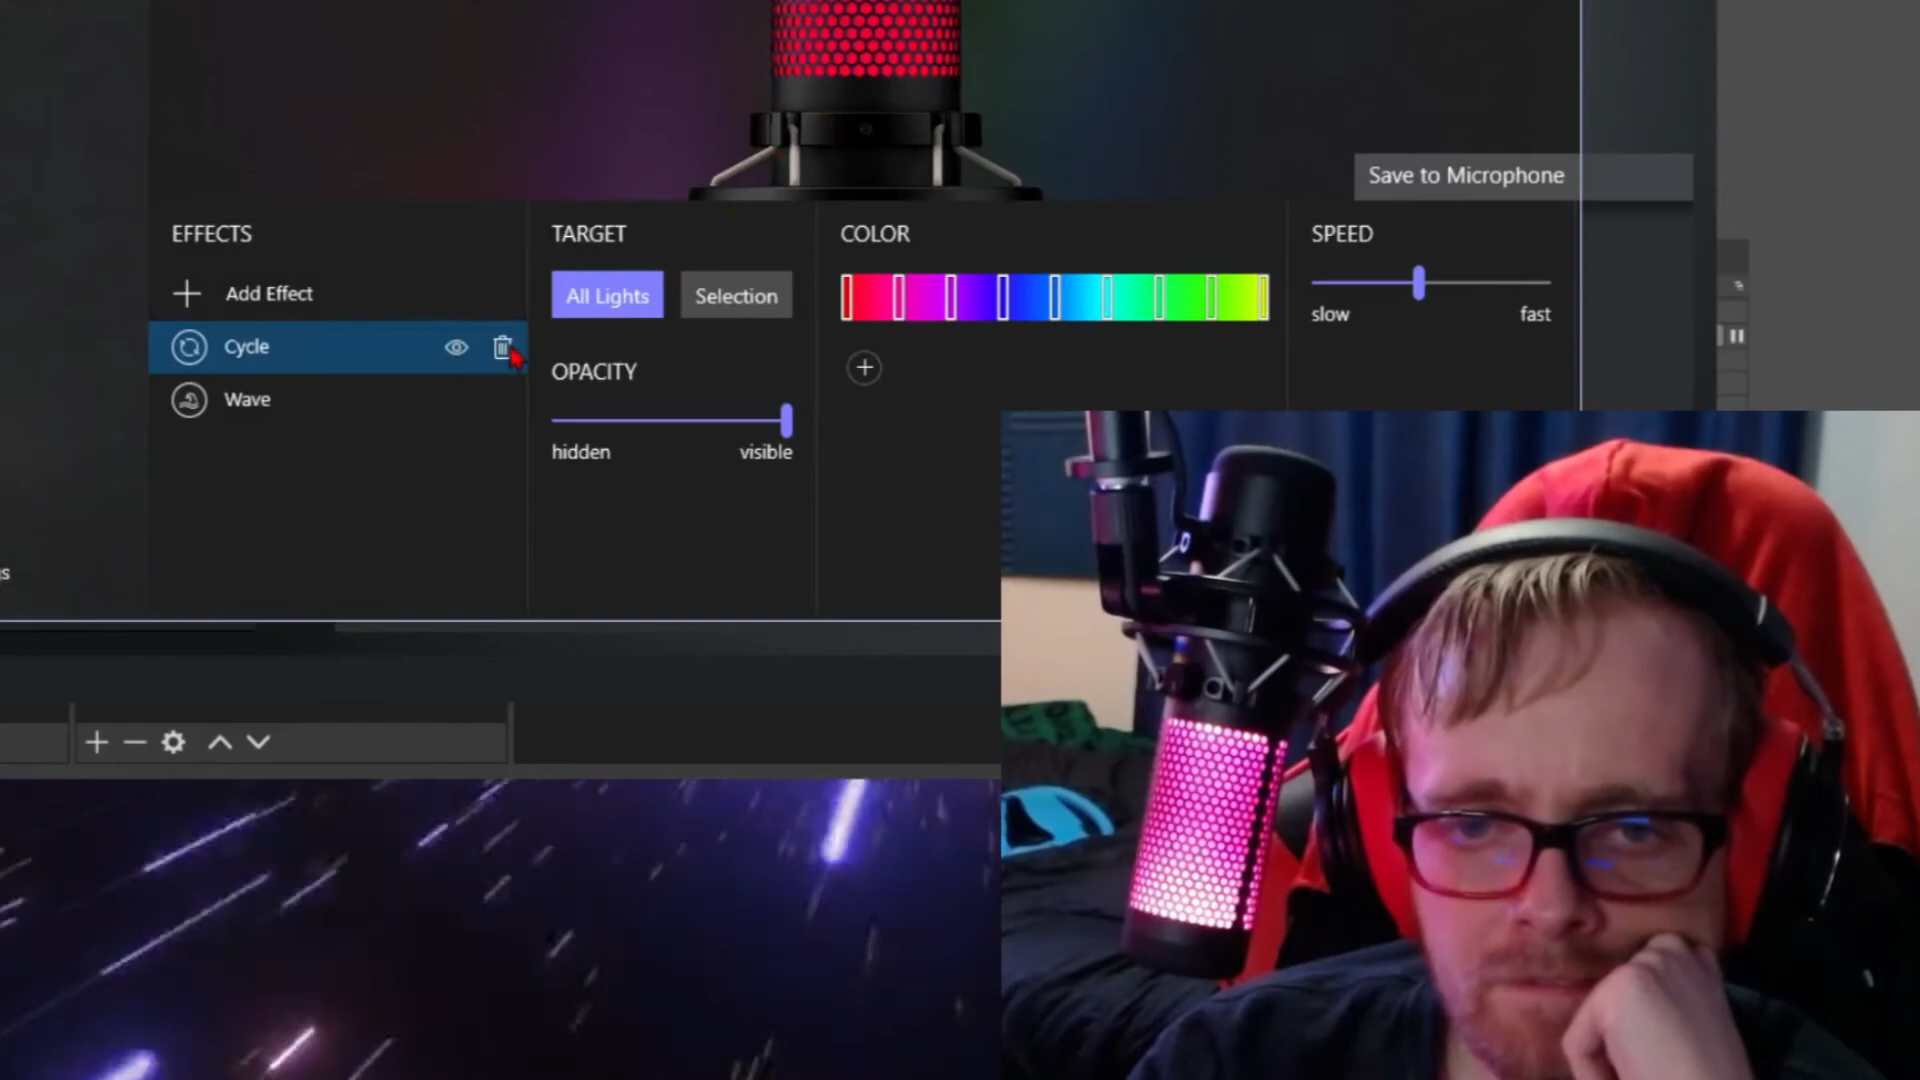 Save to Microphone
EFFECTS
Add Effect
Cycle
Wave
TARGET
All Lights
Selection
OPACITY
hidden visible
COLOR
SPEED
slow fast